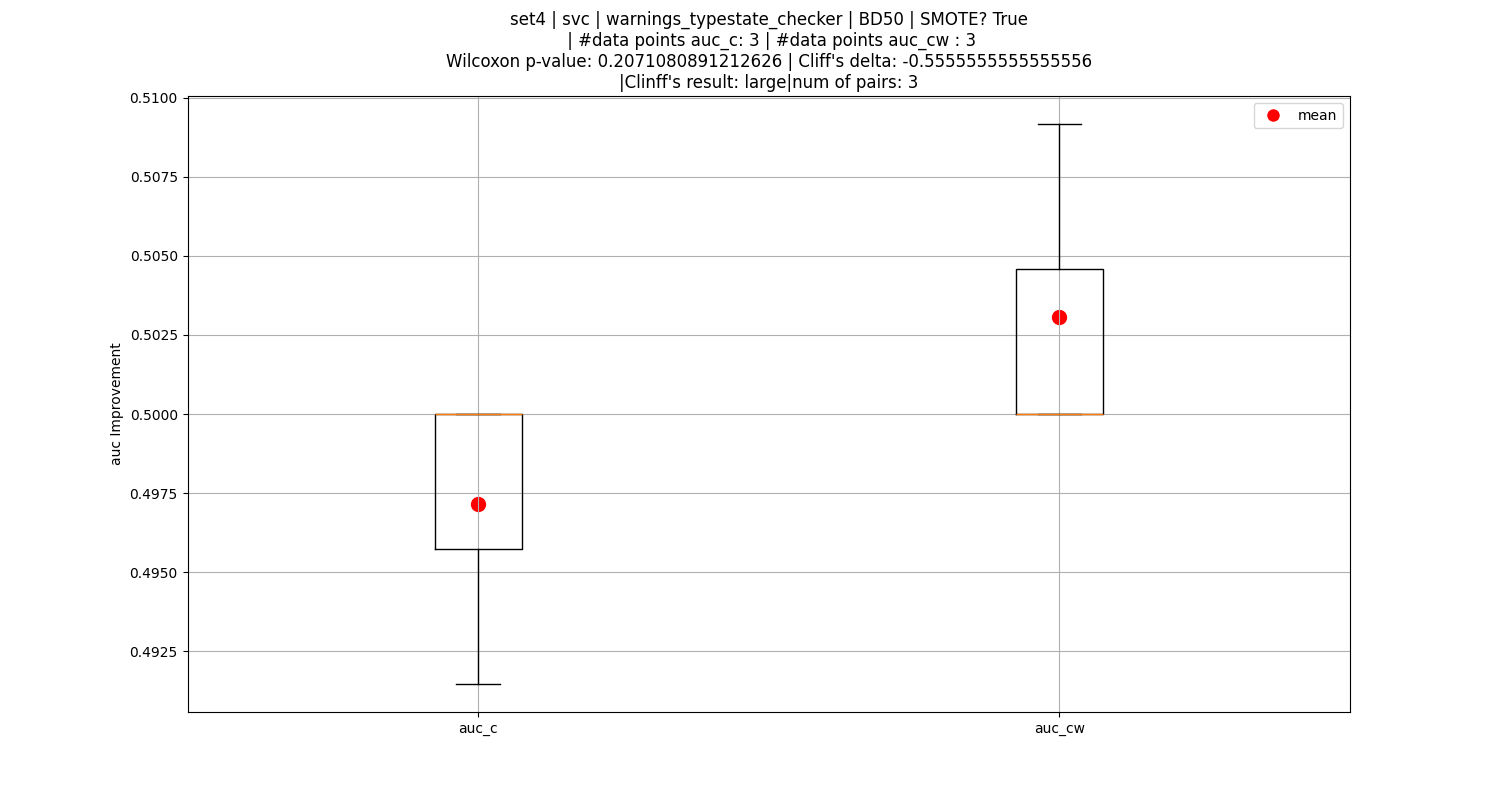 set4 | svc | warnings_typestate_checker | BD50 | SMOTE? True
| #data points auc_c: 3 | #data points auc_cw : 3
Wilcoxon p-value: 0.2071080891212626 | Cliff's delta: -0.5555555555555556
|Clinff's result: large|num of pairs: 3
0.5100
mean
0.5075
0.5050
0.5025
0.5000
0.4975
0.4950
0.4925
auc Improvement
auc_c
auc_cw